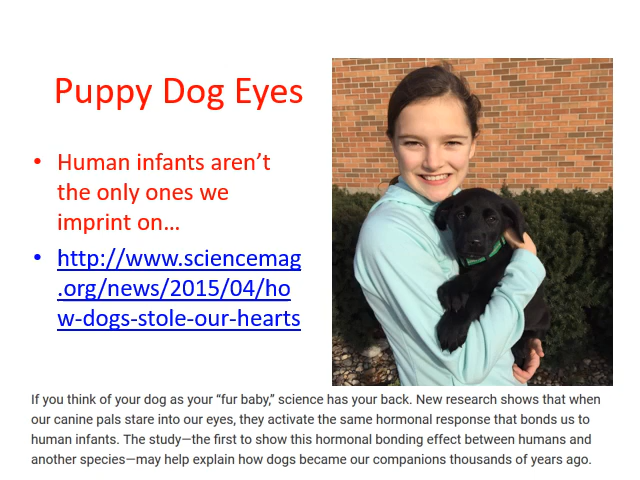 Puppy Dog Eyes
• Human infants aren’t
the only ones we
imprint on…
• http://www.sciencemag
.org/news/2015/04/ho
w-dogs-stole-our-hearts
If you think of your dog as your “fur baby,” science has your back. New research shows that when
our canine pals stare into our eyes, they activate the same hormonal response that bonds us to
human infants. The study—the first to show this hormonal bonding effect between humans and
another species—may help explain how dogs became our companions thousands of years ago.